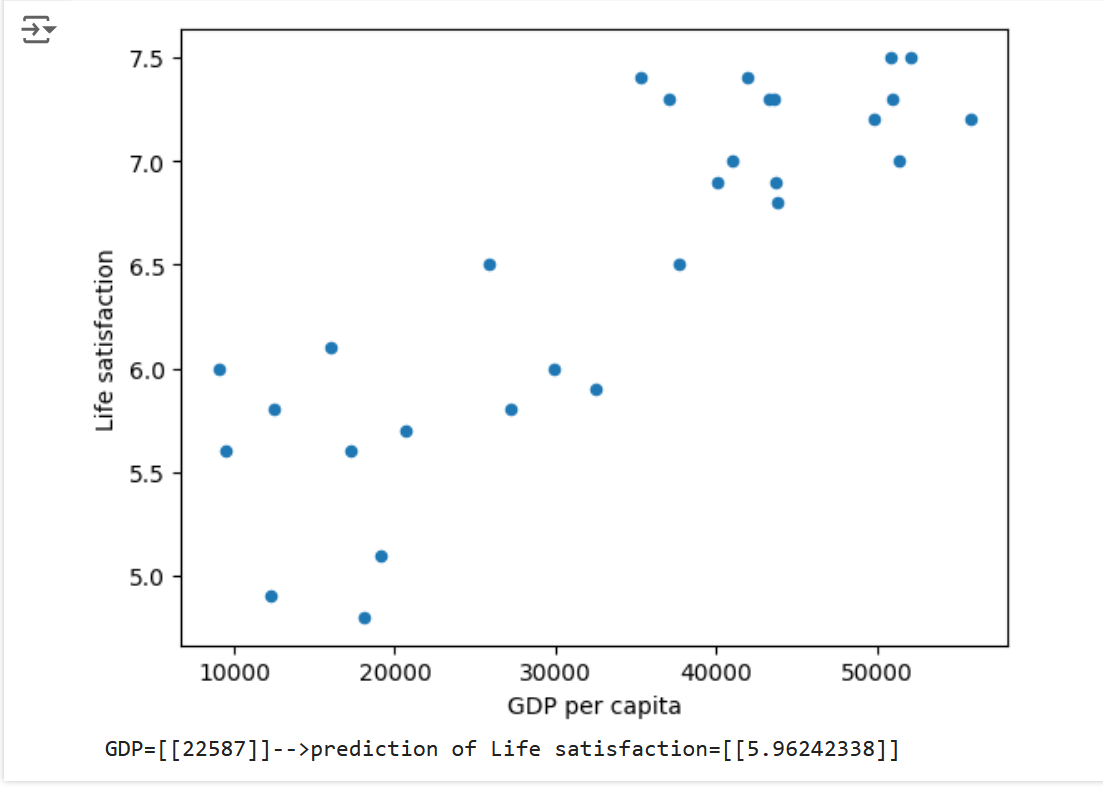 7.5
7.0
6.5
6.0
5.5
5.0
Life satisfaction
10000 20000 30000 40000 50000
GDP per capita
GDP=[[22587]]-->prediction of Life satisfaction=[[5.96242338]]